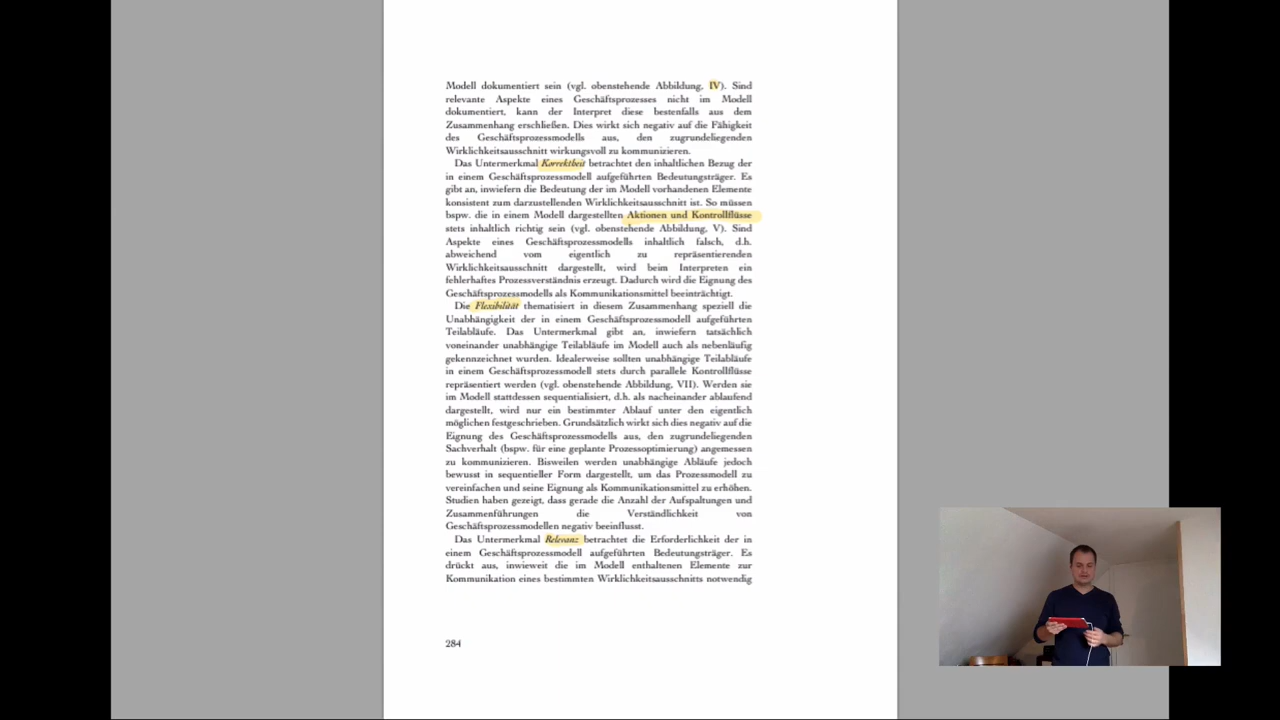 Modell dokumentiert sein (vgl. obenstehende Abbildung, IV). Sind
relevante Aspekte eines Geschäftsprozesses nicht im Modell
dokumentiert, kann der Interpret diese bestenfalls aus dem
Zusammenhang erschließen. Dies wirkt sich negativ auf die Fähigkeit
des Geschäftsprozessmodells aus, den zugrundeliegenden
Wirklichkeitsausschnitt wirkungsvoll zu kommunizieren.
Das Untermerkmal Korrektheit betrachtet den inhaltlichen Bezug der
in einem Geschäftsprozessmodell aufgeführten Bedeutungsträger. Es
gibt an, inwiefern die Bedeutung der im Modell vorhandenen Elemente
konsistent zum darzustellenden Wirklichkeitsausschnitt ist. So müssen
bspw. die in einem Modell dargestellten Aktionen und Kontrollflüsse
stets inhaltlich richtig sein (vgl. obenstehende Abbildung, V). Sind
Aspekte eines Geschäftsprozessmodells inhaltlich falsch, d.h.
abweichend vom eigentlich zu repräsentierenden
Wirklichkeitsausschnitt dargestellt, wird beim Interpreten ein
fehlerhaftes Prozessverständnis erzeugt. Dadurch wird die Eignung des
Geschäftsprozessmodells als Kommunikationsmittel beeinträchtigt.
Die Flexibilität thematisiert in diesem Zusammenhang speziell die
Unabhängigkeit der in einem Geschäftsprozessmodell aufgeführten
Teilabläufe. Das Untermerkmal gibt an, inwiefern tatsächlich
voneinander unabhängige Teilabläufe im Modell auch als nebenläufig
gekennzeichnet wurden. Idealerweise sollten unabhängige Teilabläufe
in einem Geschäftsprozessmodell stets durch parallele Kontrollflüsse
repräsentiert werden (vgl. obenstehende Abbildung, VII). Werden sie
im Modell stattdessen sequentialisiert, d.h. als nacheinander ablaufend
dargestellt, wird nur ein bestimmter Ablauf unter den eigentlich
möglichen festgeschrieben. Grundsätzlich wirkt sich dies negativ auf die
Eignung des Geschäftsprozessmodells aus, den zugrundeliegenden
Sachverhalt (bspw. für eine geplante Prozessoptimierung) angemessen
zu kommunizieren. Bisweilen werden unabhängige Abläufe jedoch
bewusst in sequentieller Form dargestellt, um das Prozessmodell zu
vereinfachen und seine Eignung als Kommunikationsmittel zu erhöhen.
Studien haben gezeigt, dass gerade die Anzahl der Aufspaltungen und
Zusammenführungen die Verständlichkeit von
Geschäftsprozessmodellen negativ beeinflusst.
Das Untermerkmal Relevanz betrachtet die Erforderlichkeit der in
einem Geschäftsprozessmodell aufgeführten Bedeutungsträger. Es
drückt aus, inwieweit die im Modell enthaltenen Elemente zur
Kommunikation eines bestimmten Wirklichkeitsausschnitts notwendig
284